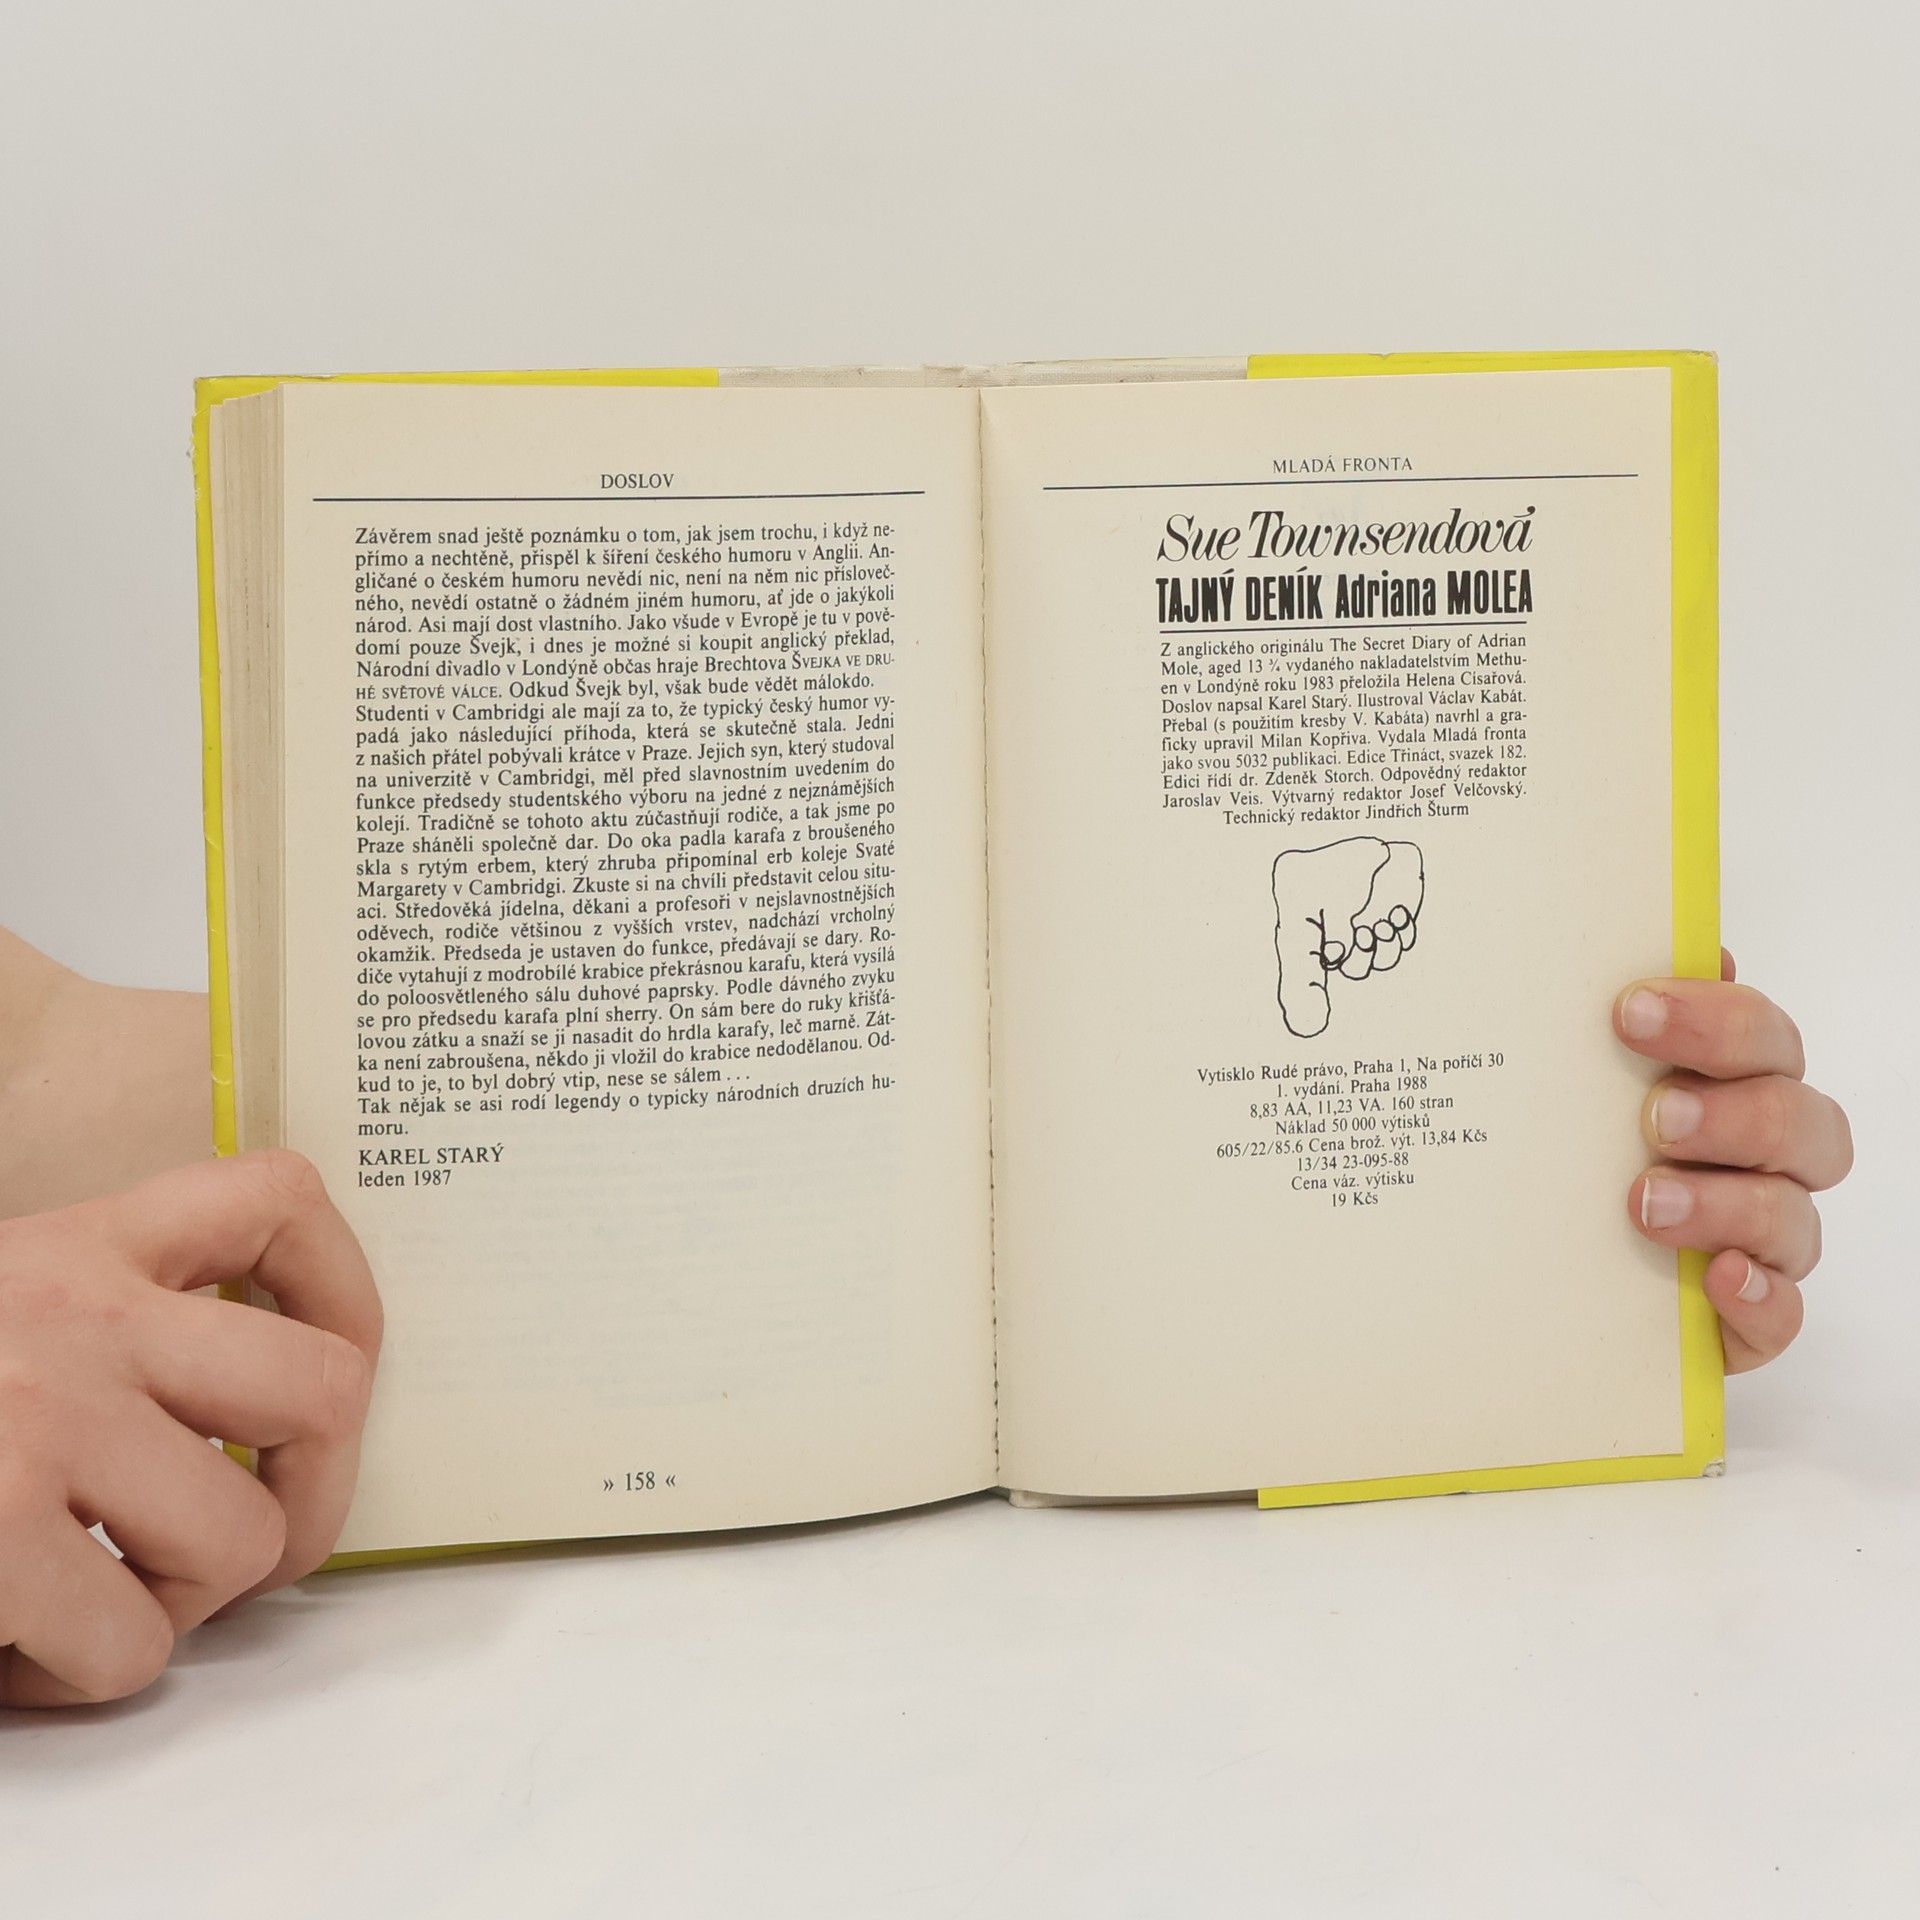 DOSLOV
Závěrem snad ještě poznámku o tom, jak jsem trochu, i když ne-
přímo a nechtěně, přispěl k šíření českého humoru v Anglii. An-
gličané o českém humoru nevědí nic, není na něm nic přísloveč-
ného, nevědí ostatně o žádném jiném humoru, ať jde o jakýkoli
národ. Asi mají dost vlastního. Jako všude v Evropě je tu v pově-
domí pouze Švejk, i dnes je možné si koupit anglický překlad,
Národní divadlo v Londýně občas hraje Brechtova ŠVEJKA VE DRU-
HÉ SVĚTOVÉ VÁLCE. Odkud Švejk byl, však bude vědět málokdo.
Studenti v Cambridgi ale mají za to, že typický český humor vy-
padá jako následující příhoda, která se skutečně stala. Jedni
z našich přátel pobývali krátce v Praze. Jejich syn, který studoval
na univerzitě v Cambridgi, měl před slavnostním uvedením do
funkce předsedy studentského výboru na jedné z nejznámějších
kolejí. Tradičně se tohoto aktu zúčastňují rodiče, a tak jsme po
Praze sháněli společně dar. Do oka padla karafa z broušeného
skla s rytým erbem, který zhruba připomínal erb koleje Svaté
Margarety v Cambridgi. Zkuste si na chvíli představit celou situ-
aci. Středověká jídelna, děkani a profesoři v nejslavnostnějších
oděvech, rodiče většinou z vyšších vrstev, nadchází vrcholný
okamžik. Předseda je ustaven do funkce, předávají se dary. Ro-
diče vytahují z modrobílé krabice překrásnou karafu, která vysílá
do poloosvětleného sálu duhové paprsky. Podle dávného zvyku
se pro předsedu karafa plní sherry. On sám bere do ruky křišťá-
lovou zátku a snaží se ji nasadit do hrdla karafy, leč marně. Zát-
ka není zabroušena, někdo ji vložil do krabice nedodělanou. Od-
kud to je, to byl dobrý vtip, nese se sálem . . .
Tak nějak se asi rodí legendy o typicky národních druzích hu-
moru.
KAREL STARÝ
leden 1987
» 158 «
MLADÁ FRONTA
Sue Townsendová
TAJNÝ DENÍK Adriana MOLEA
Z anglického originálu The Secret Diary of Adrian
Mole, aged 13 ¾ vydaného nakladatelstvím Methu-
en v Londýně roku 1983 přeložila Helena Cisařová.
Doslov napsal Karel Starý. Ilustroval Václav Kabát.
Přebal (s použitím kresby V. Kabáta) navrhl a gra-
ficky upravil Milan Kopřiva. Vydala Mladá fronta
jako svou 5032 publikaci. Edice Třináct, svazek 182.
Edici řídí dr. Zdeněk Storch. Odpovědný redaktor
Jaroslav Veis. Výtvarný redaktor Josef Velčovský.
Technický redaktor Jindřich Šturm
Vytisklo Rudé právo, Praha 1, Na poříčí 30
1. vydání. Praha 1988
8,83 AA, 11,23 VA. 160 stran
Náklad 50 000 výtisků
605/22/85.6 Cena brož. výt. 13,84 Kčs
13/34 23-095-88
Cena váz. výtisku
19 Kčs